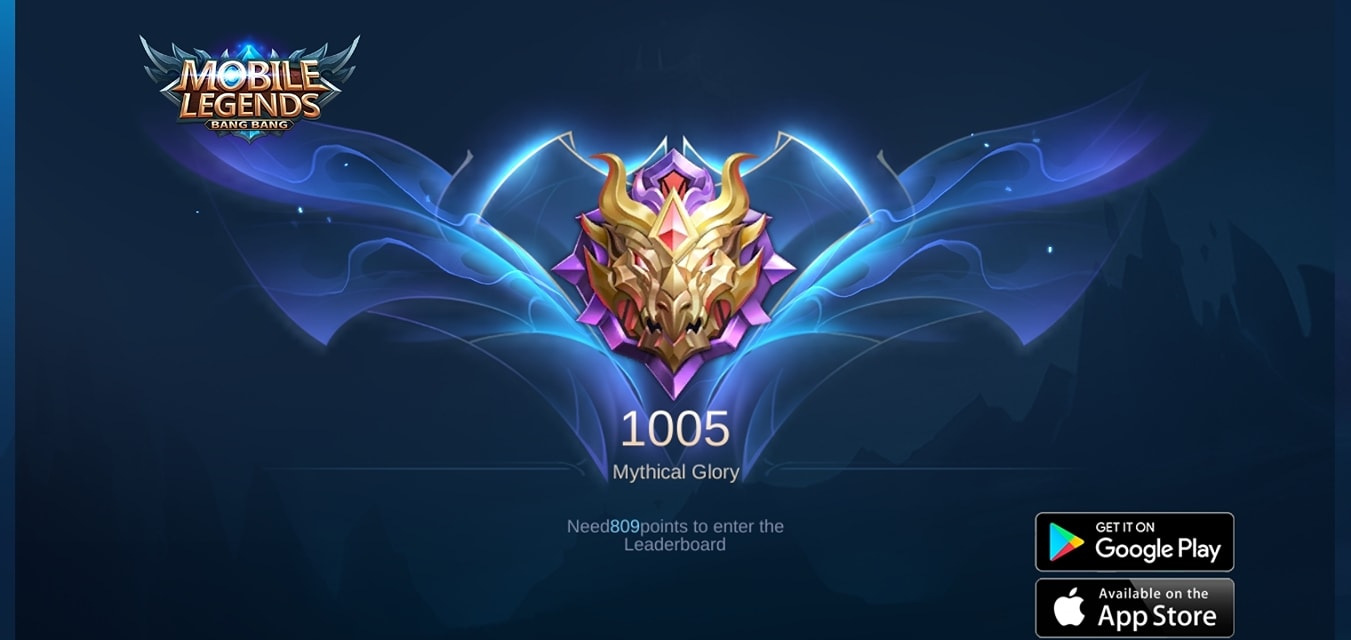 MOBILE
LEGENDS
BANG BANG
1005
Mythical Glory
Need809points to enter the
Leaderboard
GET IT ON
Google Play
Available on the
App Store